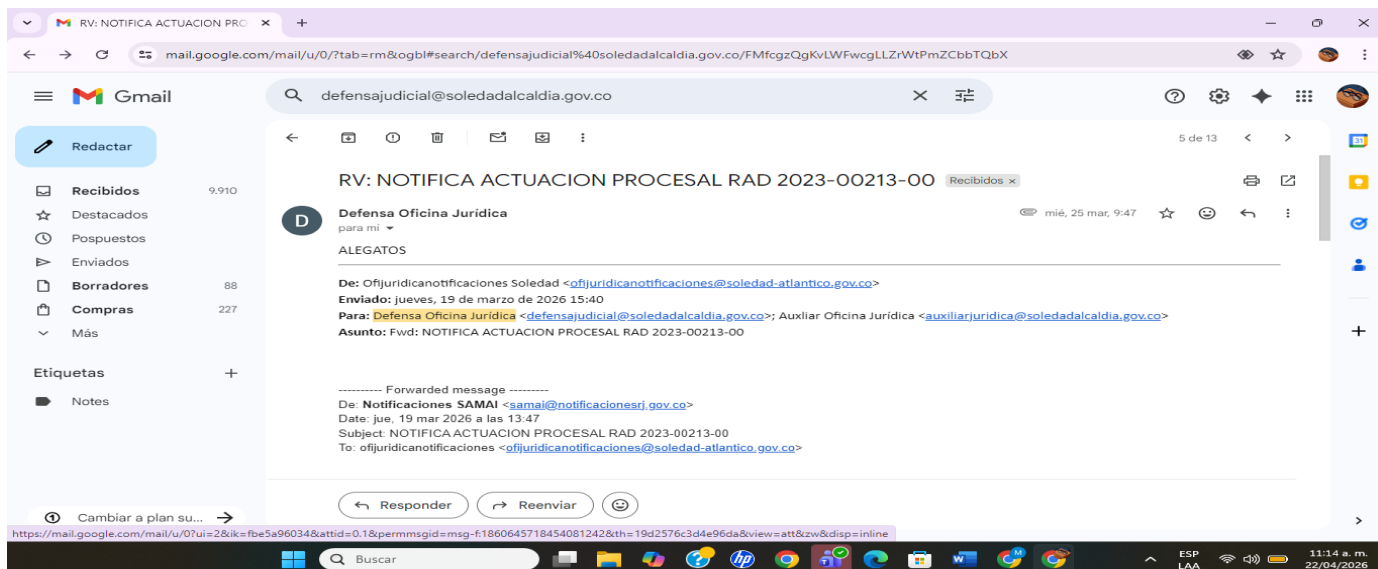 RV: NOTIFICA ACTUACION PRO
mail.google.com/mail/u/0/?tab=rm&ogbl#search/defensajudicial%40soledadalcaldia.gov.co/FMfcgzQgKvLWFwcgLLZrWtPmZCbbTQbX
Gmail
defensajudicial@soledadalcaldia.gov.co
Redactar
5 de 13
Recibidos 9.910
Destacados
Pospuestos
Enviados
Borradores 88
Compras 227
Más
Etiquetas
Notes
Cambiar a plan su...
RV: NOTIFICA ACTUACION PROCESAL RAD 2023-00213-00 Recibidos x
D
Defensa Oficina Jurídica mié, 25 mar, 9:47
para mí
ALEGATOS
De: Ofijuridicanotificaciones Soledad <ofijuridicanotificaciones@soledad-atlantico.gov.co>
Enviado: jueves, 19 de marzo de 2026 15:40
Para: Defensa Oficina Jurídica <defensajudicial@soledadalcaldia.gov.co>; Auxliar Oficina Jurídica <auxiliarjuridica@soledadalcaldia.gov.co>
Asunto: Fwd: NOTIFICA ACTUACION PROCESAL RAD 2023-00213-00
---------- Forwarded message ---------
De: Notificaciones SAMAI <samai@notificacionesrj.gov.co>
Date: jue, 19 mar 2026 a las 13:47
Subject: NOTIFICA ACTUACION PROCESAL RAD 2023-00213-00
To: ofijuridicanotificaciones <ofijuridicanotificaciones@soledad-atlantico.gov.co>
Responder Reenviar
31
https://mail.google.com/mail/u/0?ui=2&ik=fbe5a96034&attid=0.1&permmsgid=msg-f:1860645718454081242&th=19d2576c3d4e96da&view=att&zw&disp=inline
Buscar
hp
ESP
LAA
11:14 a. m.
22/04/2026